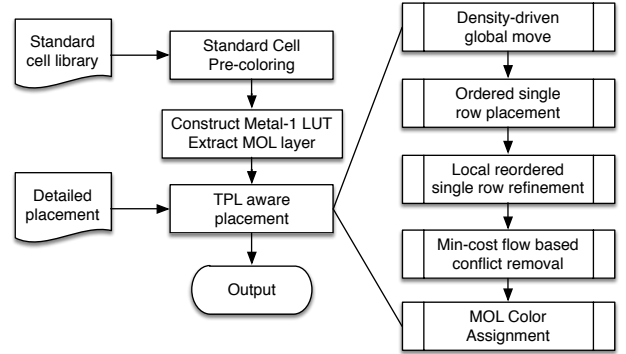 Standard
cell library
Standard Cell
Pre-coloring
Construct Metal-1 LUT
Extract MOL layer
Detailed
placement
TPL aware
placement
Output
Density-driven
global move
Ordered single
row placement
Local reordered
single row refinement
Min-cost flow based
conflict removal
MOL Color
Assignment